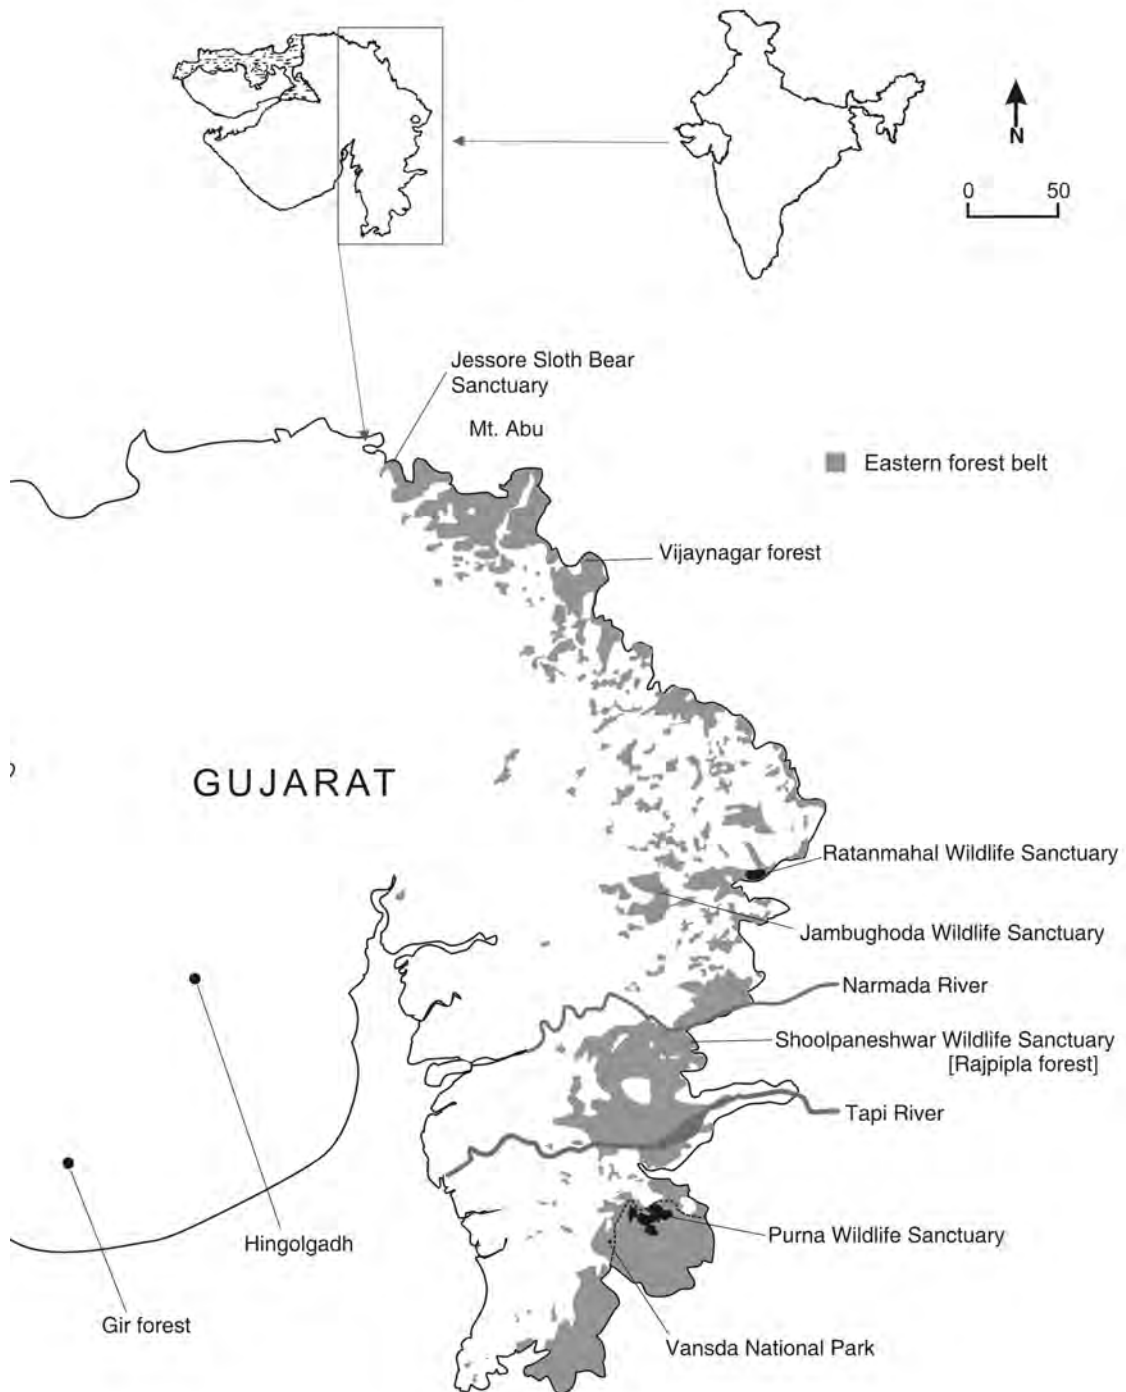 N
0 50
Jessore Sloth Bear
Sanctuary
Mt. Abu
Eastern forest belt
Vijaynagar forest
GUJARAT
Ratanmahal Wildlife Sanctuary
Jambughoda Wildlife Sanctuary
Narmada River
Shoolpaneshwar Wildlife Sanctuary
[Rajpipla forest]
Tapi River
Purna Wildlife Sanctuary
Hingolgadh
Gir forest
Vansda National Park